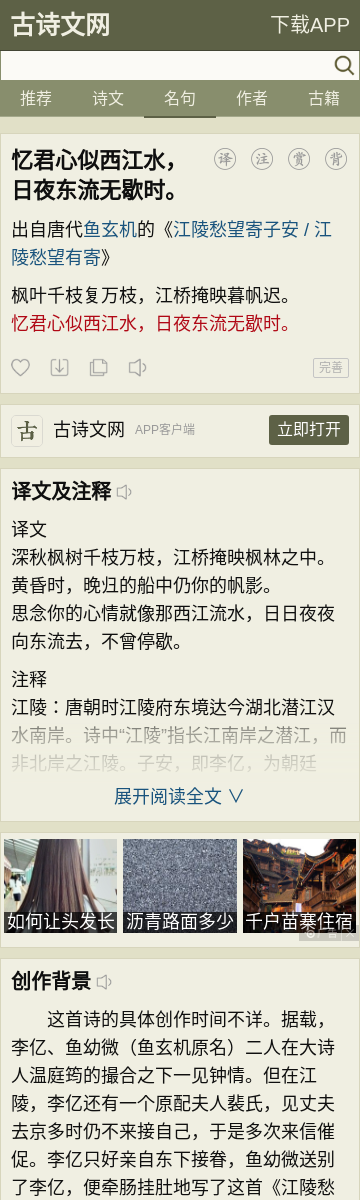 古诗文网
下载APP
推荐 诗文 名句 作者 古籍
忆君心似西江水，
日夜东流无歇时。
译 注 赏 背
出自唐代鱼玄机的《江陵愁望寄子安 / 江
陵愁望有寄》
枫叶千枝复万枝，江桥掩映暮帆迟。
忆君心似西江水，日夜东流无歇时。
完善
古 古诗文网 APP客户端 立即打开
译文及注释
译文
深秋枫树千枝万枝，江桥掩映枫林之中。
黄昏时，晚归的船中仍你的帆影。
思念你的心情就像那西江流水，日日夜夜
向东流去，不曾停歇。
注释
江陵：唐朝时江陵府东境达今湖北潜江汉
水南岸。诗中“江陵”指长江南岸之潜江，而
非北岸之江陵。子安，即李亿，为朝廷
展开阅读全文 ∨
如何让头发长
沥青路面多少
千户苗寨住宿
创作背景
这首诗的具体创作时间不详。据载，
李亿、鱼幼微（鱼玄机原名）二人在大诗
人温庭筠的撮合之下一见钟情。但在江
陵，李亿还有一个原配夫人裴氏，见丈夫
去京多时仍不来接自己，于是多次来信催
促。李亿只好亲自东下接眷，鱼幼微送别
了李亿，便牵肠挂肚地写了这首《江陵愁